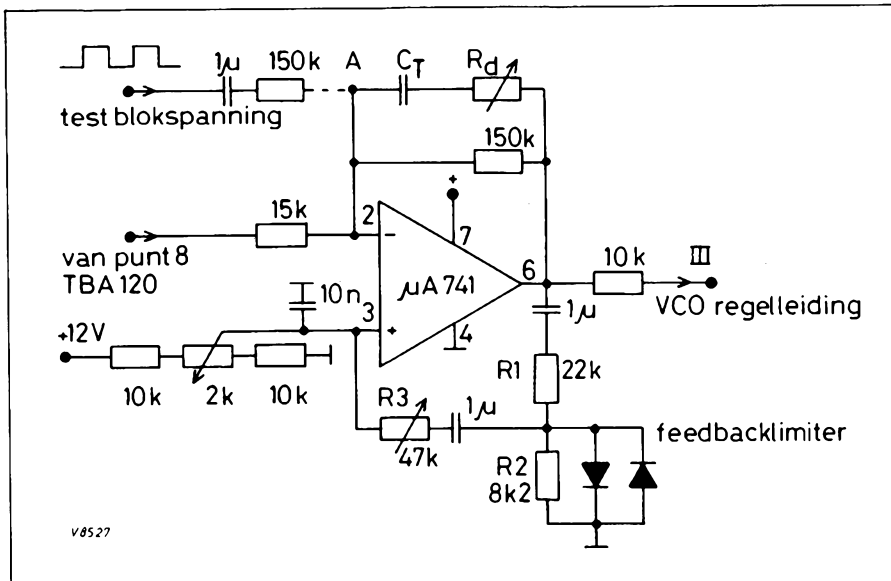 1μ
150k
A
C_T
R_d
test blokspanning
150k
15k
2
−
+
7
van punt 8
TBA 120
μA 741
6
10k
III
VCO regelleiding
10n
3
+
4
1μ
+12V
10k
2k
10k
R1
22k
R3
47k
1μ
feedbacklimiter
R2
8k2
V8527